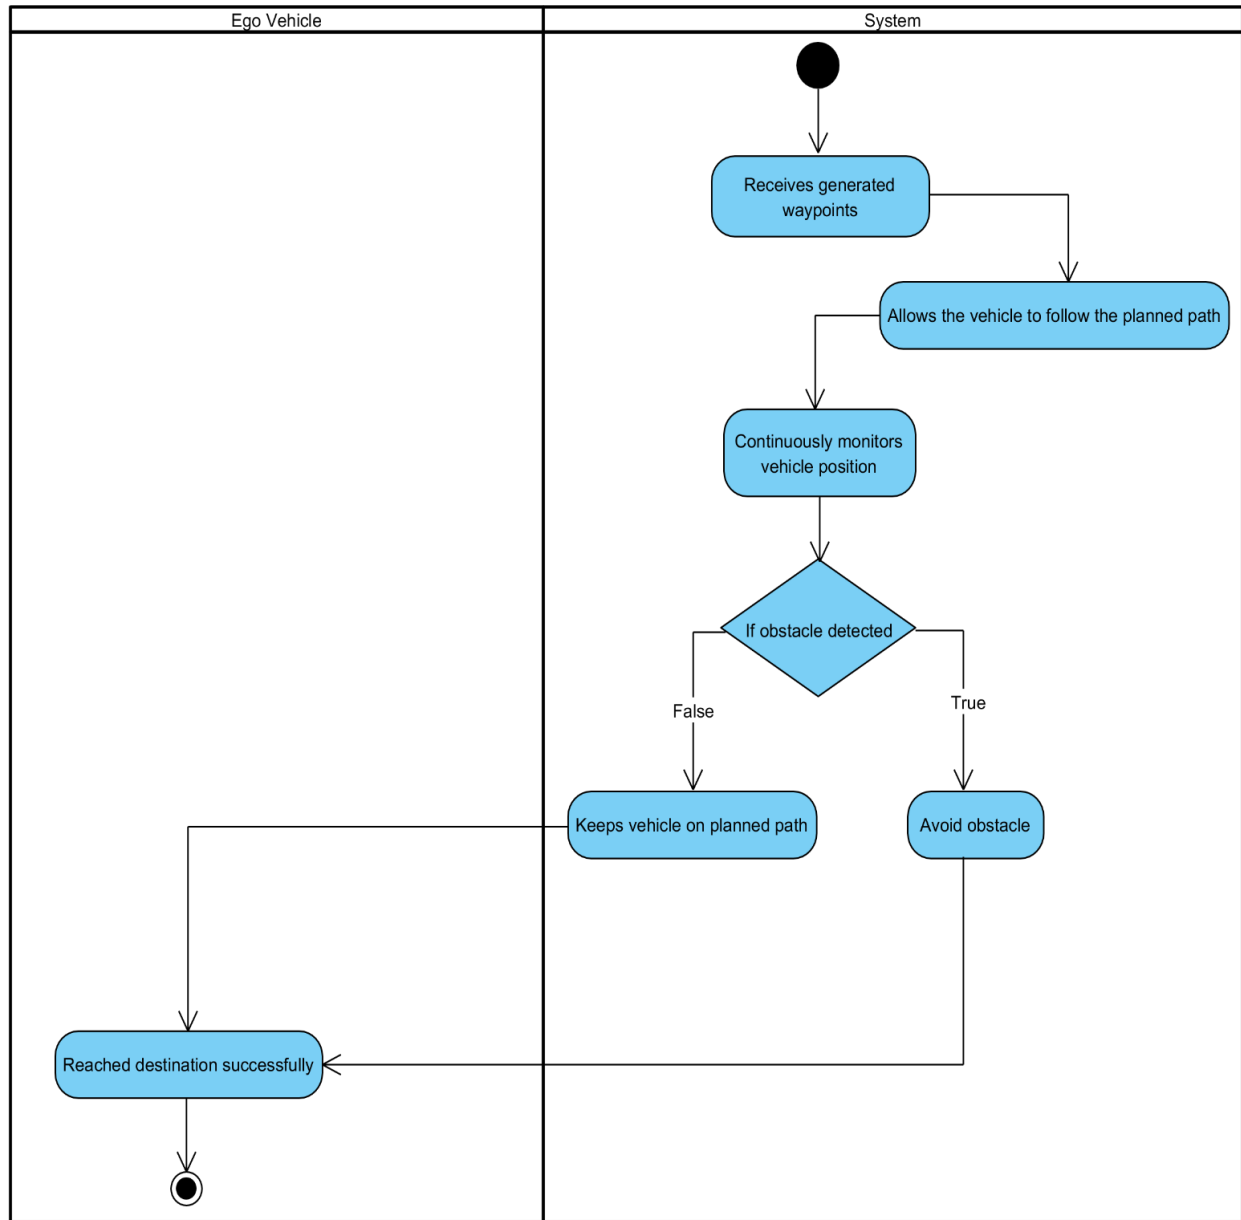 Ego Vehicle
System
Receives generated
waypoints
Allows the vehicle to follow the planned path
Continuously monitors
vehicle position
If obstacle detected
False
True
Keeps vehicle on planned path
Avoid obstacle
Reached destination successfully